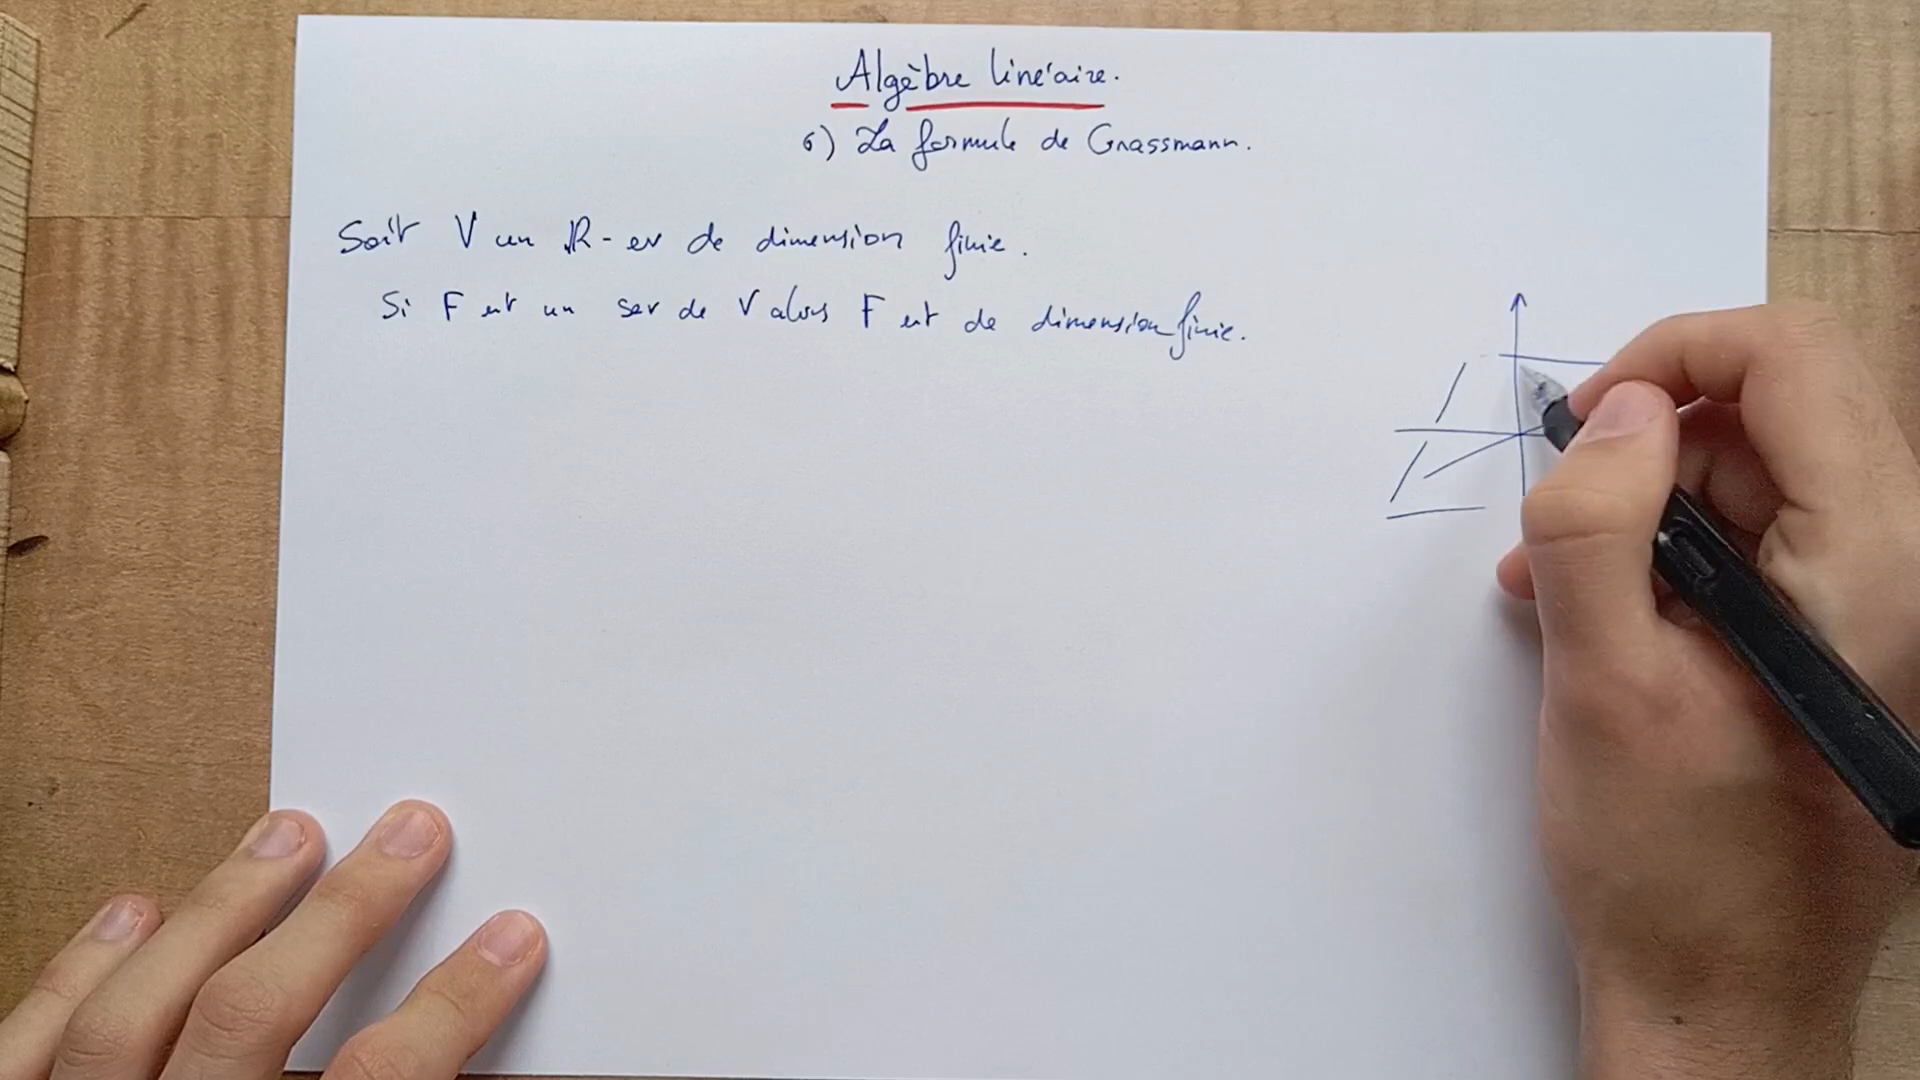 Algèbre linéaire.
6) La formule de Grassmann.
Soit V un ℝ-ev de dimension finie.
Si F est un sev de V alors F est de dimension finie.